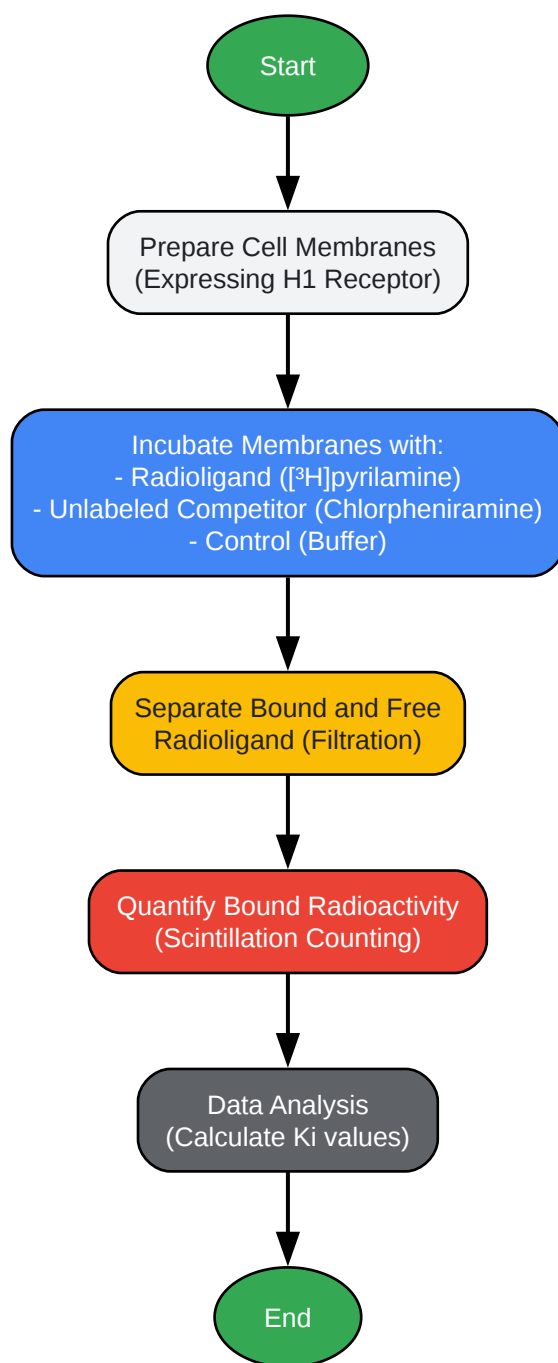 Start
Prepare Cell Membranes
(Expressing H1 Receptor)
Incubate Membranes with:
- Radioligand ([³H]pyrilamine)
- Unlabeled Competitor (Chlorpheniramine)
- Control (Buffer)
Separate Bound and Free
Radioligand (Filtration)
Quantify Bound Radioactivity
(Scintillation Counting)
Data Analysis
(Calculate Ki values)
End